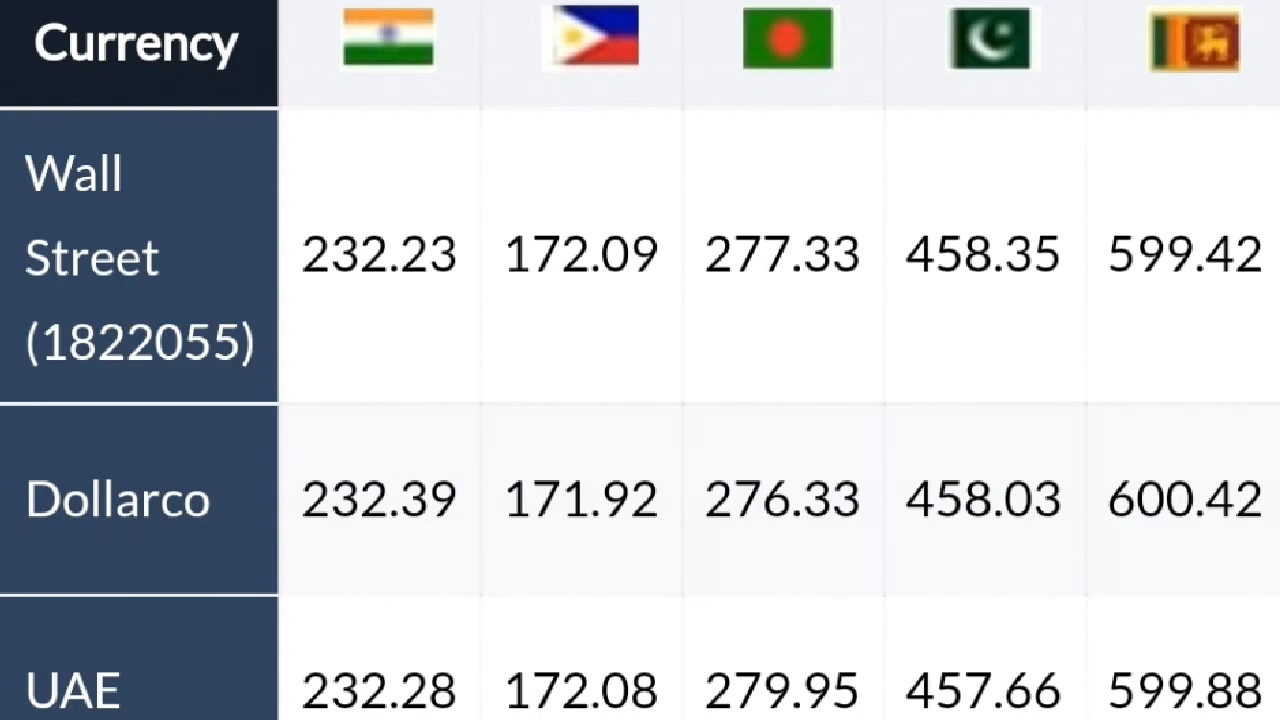 Currency
Wall
Street
(1822055)
232.23 172.09 277.33 458.35 599.42
Dollarco
232.39 171.92 276.33 458.03 600.42
UAE
232.28 172.08 279.95 457.66 599.88